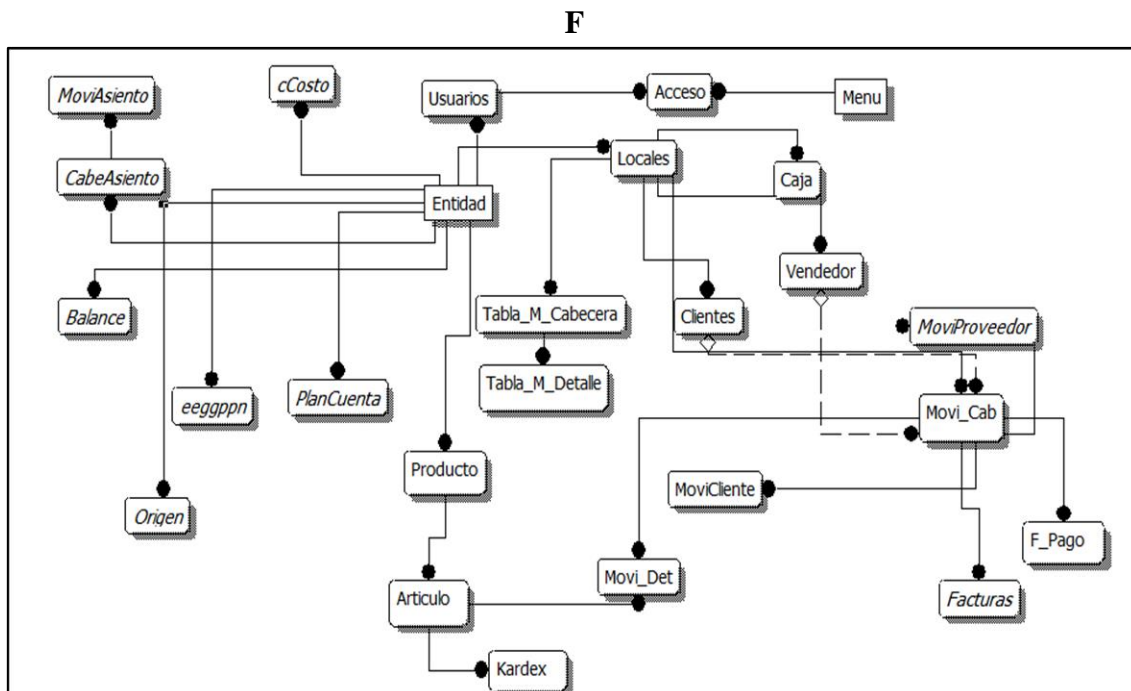 F
cCosto
MoviAsiento
Usuarios
Acceso
Menu
Locales
CabeAsiento
Caja
Entidad
Vendedor
Balance
Tabla_M_Cabecera
Clientes
MoviProveedor
Tabla_M_Detalle
eeggppn
PlanCuenta
Movi_Cab
Producto
MoviCliente
Origen
F_Pago
Movi_Det
Articulo
Facturas
Kardex